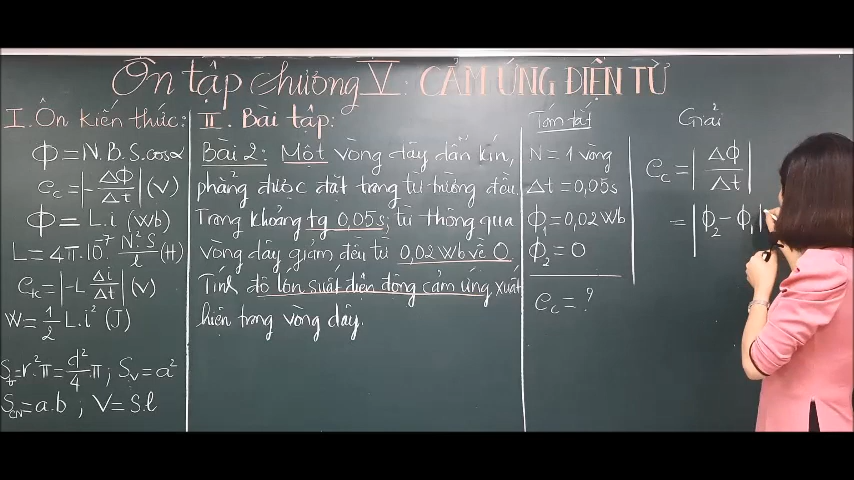 Ôn tập chương V: CẢM ỨNG ĐIỆN TỪ
I. Ôn kiến thức:
Φ = N.B.S.cosα
e_c = |-ΔΦ/Δt| (V)
Φ = L.i (Wb)
L = 4π.10⁻⁷ N².S/l (H)
e_tc = |-L Δi/Δt| (V)
W = 1/2 L.i² (J)
S_tr = r².π = d²/4 .π ; S_V = a²
S_CN = a.b ; V = S.l
II. Bài tập:
Bài 2: Một vòng dây dẫn kín,
phẳng được đặt trong từ trường đều.
Trong khoảng tg 0,05s, từ thông qua
vòng dây giảm đều từ 0,02 Wb về 0.
Tính độ lớn suất điện động cảm ứng xuất
hiện trong vòng dây.
Tóm tắt
N = 1 vòng
Δt = 0,05s
Φ₁ = 0,02 Wb
Φ₂ = 0
e_c = ?
Giải
e_c = |ΔΦ/Δt|
= |Φ₂ - Φ₁|